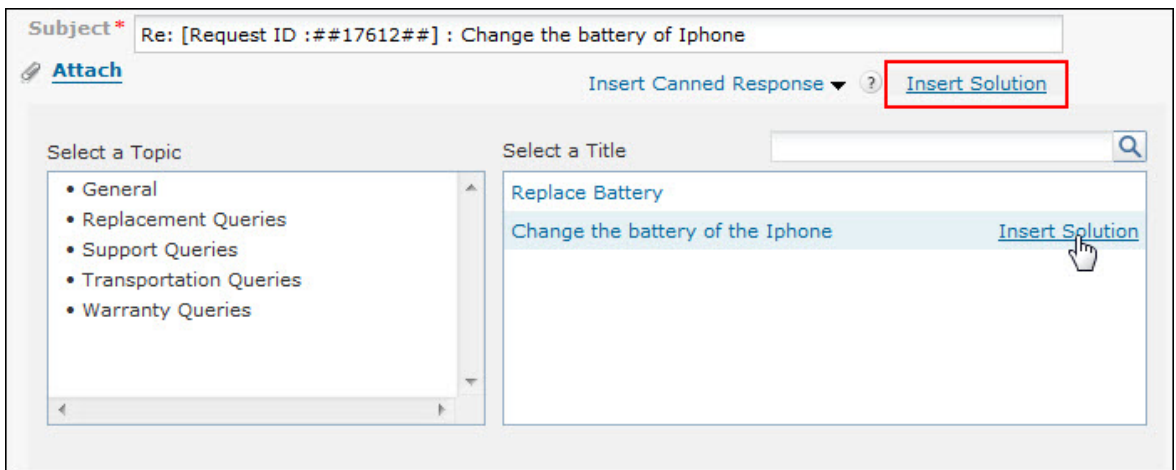 Subject*
Re: [Request ID :##17612##] : Change the battery of Iphone
Attach
Insert Canned Response ? Insert Solution
Select a Topic
• General
• Replacement Queries
• Support Queries
• Transportation Queries
• Warranty Queries
Select a Title
Replace Battery
Change the battery of the Iphone Insert Solution